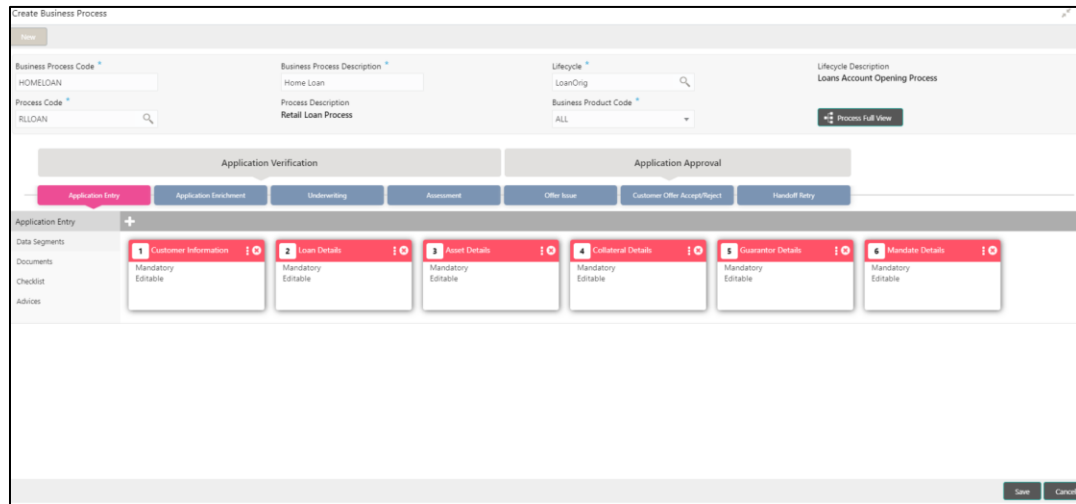 Create Business Process
New
Business Process Code *
HOMELOAN
Business Process Description *
Home Loan
Lifecycle *
LoanOrig
Lifecycle Description
Loans Account Opening Process
Process Code *
RLLOAN
Process Description
Retail Loan Process
Business Product Code *
ALL
Process Full View
Application Verification
Application Approval
Application Entry
Application Enrichment
Underwriting
Assessment
Offer Issue
Customer Offer Accept/Reject
Handoff Retry
Application Entry
Data Segments
Documents
Checklist
Advices
1 Customer Information
Mandatory
Editable
2 Loan Details
Mandatory
Editable
3 Asset Details
Mandatory
Editable
4 Collateral Details
Mandatory
Editable
5 Guarantor Details
Mandatory
Editable
6 Mandate Details
Mandatory
Editable
Save
Cancel